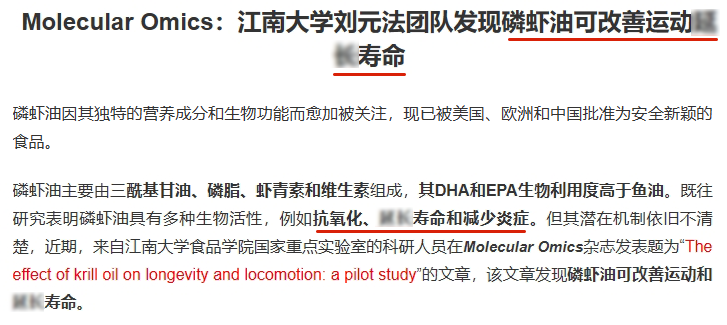 Molecular Omics：江南大学刘元法团队发现磷虾油可改善运动
寿命
磷虾油因其独特的营养成分和生物功能而愈加被关注，现已被美国、欧洲和中国批准为安全新颖的
食品。
磷虾油主要由三酰基甘油、磷脂、虾青素和维生素组成，其DHA和EPA生物利用度高于鱼油。既往
研究表明磷虾油具有多种生物活性，例如抗氧化、寿命和减少炎症。但其潜在机制依旧不清
楚，近期，来自江南大学食品学院国家重点实验室的科研人员在Molecular Omics杂志发表题为“The
effect of krill oil on longevity and locomotion: a pilot study”的文章，该文章发现磷虾油可改善运动和
寿命。